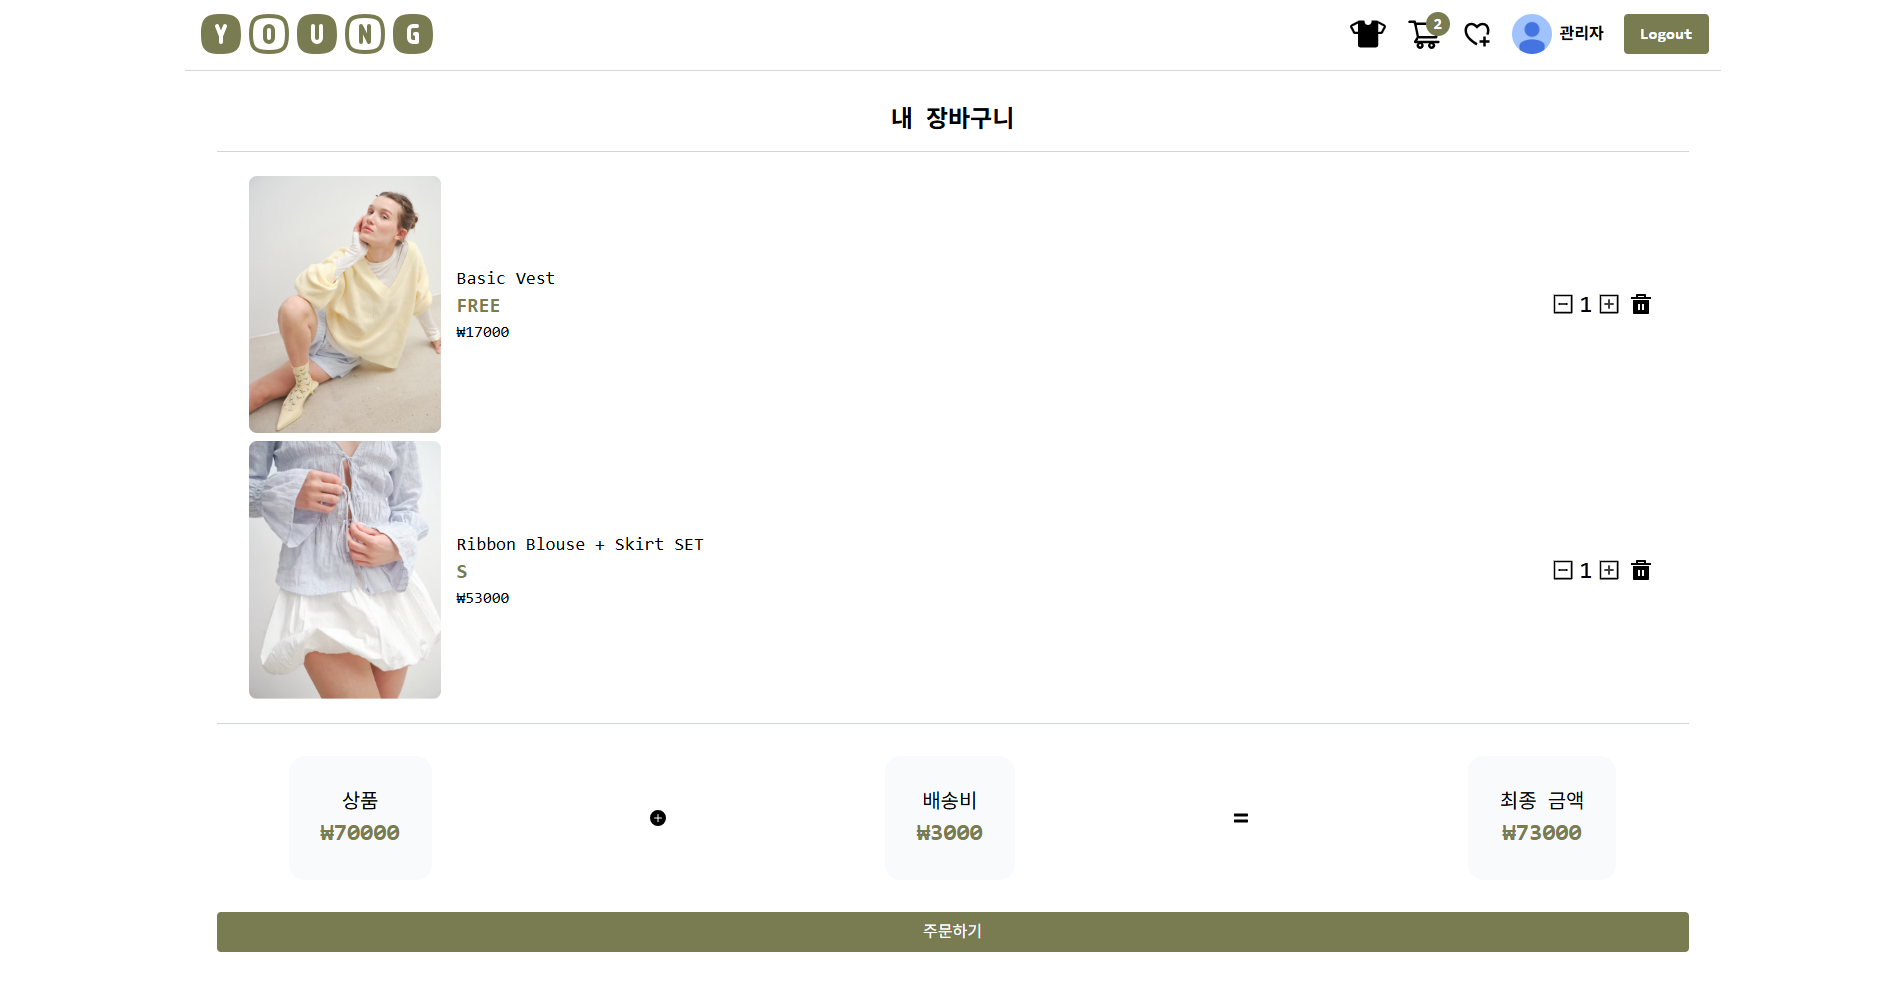 YOUNG
2
관리자
Logout
내 장바구니
Basic Vest
FREE
₩17000
1
Ribbon Blouse + Skirt SET
S
₩53000
1
상품
₩70000
배송비
₩3000
=
최종 금액
₩73000
주문하기